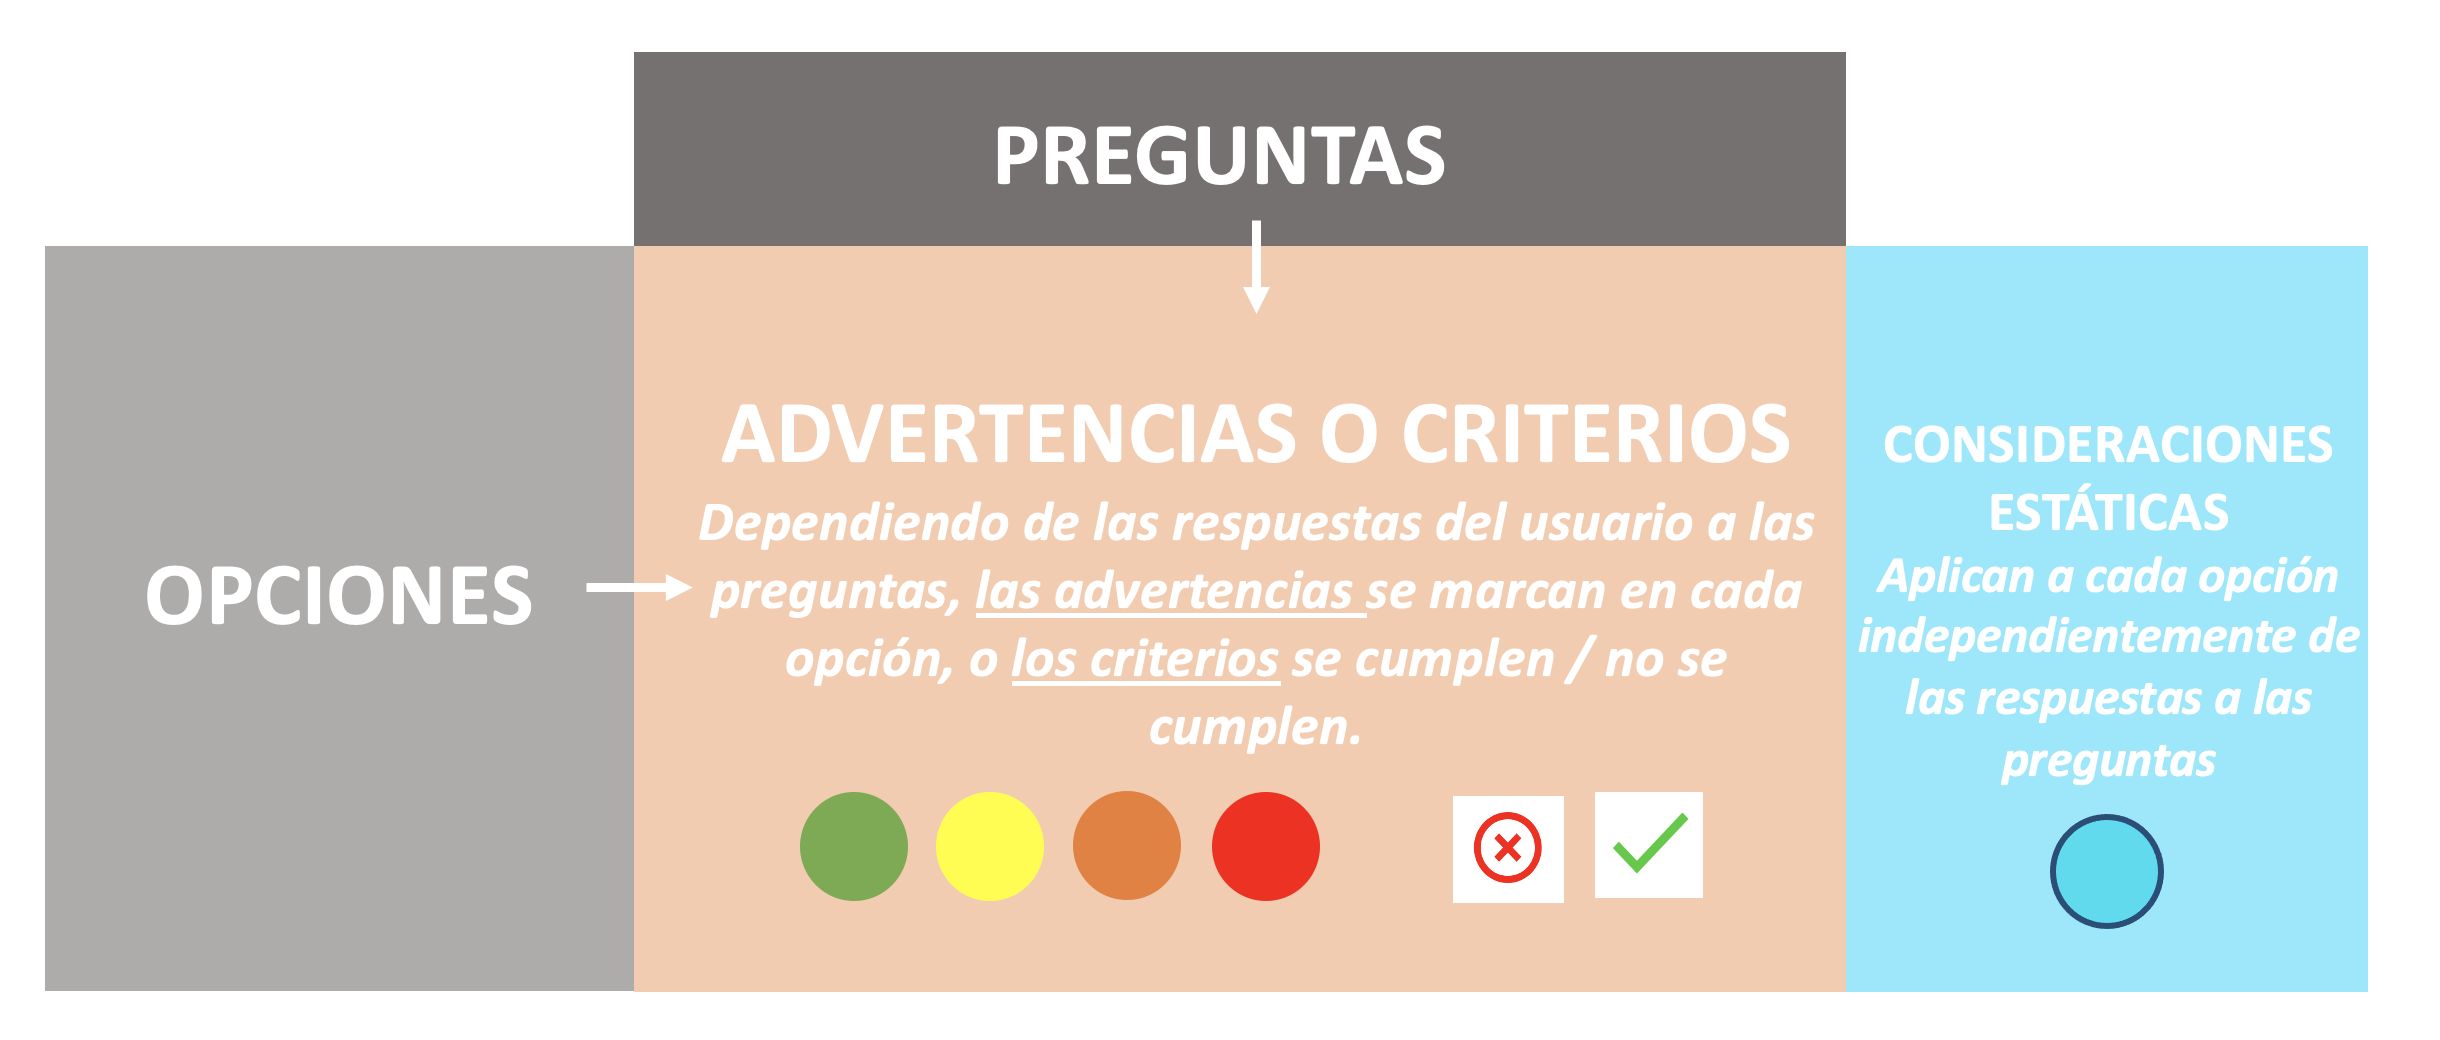 PREGUNTAS
OPCIONES
ADVERTENCIAS O CRITERIOS
Dependiendo de las respuestas del usuario a las
preguntas, las advertencias se marcan en cada
opción, o los criterios se cumplen / no se
cumplen.
CONSIDERACIONES
ESTÁTICAS
Aplican a cada opción
independientemente de
las respuestas a las
preguntas